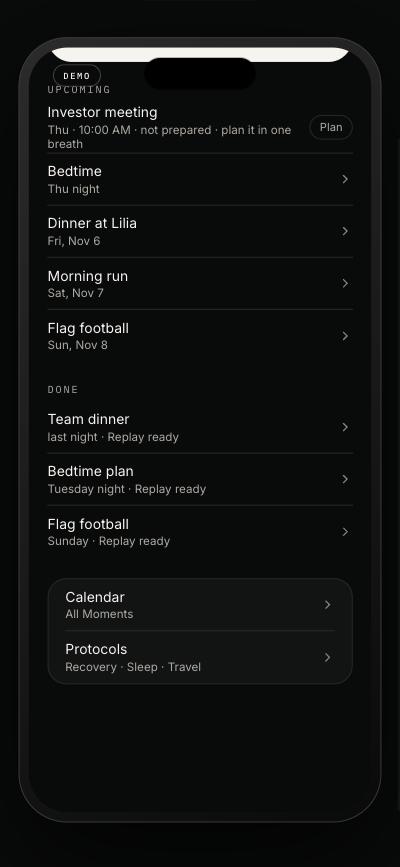 DEMO
UPCOMING
Investor meeting
Thu · 10:00 AM · not prepared · plan it in one
breath
Plan
Bedtime
Thu night
Dinner at Lilia
Fri, Nov 6
Morning run
Sat, Nov 7
Flag football
Sun, Nov 8
DONE
Team dinner
last night · Replay ready
Bedtime plan
Tuesday night · Replay ready
Flag football
Sunday · Replay ready
Calendar
All Moments
Protocols
Recovery · Sleep · Travel